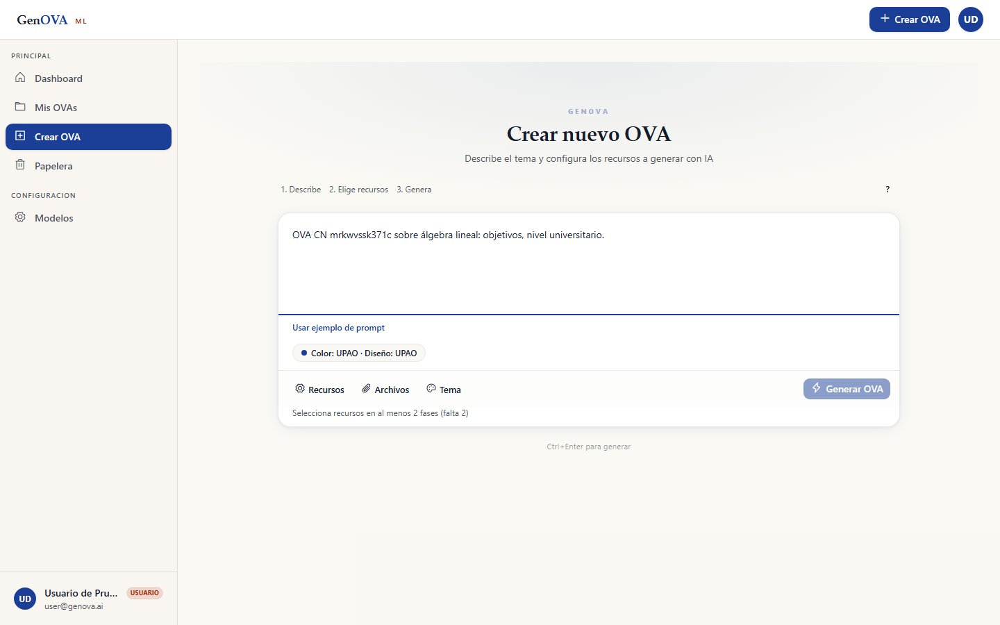 GenOVA ML
+ Crear OVA
UD
PRINCIPAL
Dashboard
Mis OVAs
Crear OVA
Papelera
CONFIGURACION
Modelos
GENOVA
Crear nuevo OVA
Describe el tema y configura los recursos a generar con IA
1. Describe 2. Elige recursos 3. Genera
?
OVA CN mrkwvssk371c sobre álgebra lineal: objetivos, nivel universitario.
Usar ejemplo de prompt
Color: UPAO · Diseño: UPAO
Recursos Archivos Tema
Generar OVA
Selecciona recursos en al menos 2 fases (falta 2)
Ctrl+Enter para generar
UD
Usuario de Pru... USUARIO
user@genova.ai